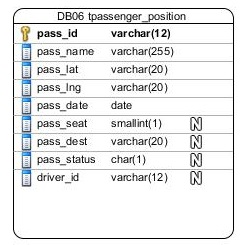 DB06 tpassenger_position
pass_id varchar(12)
pass_name varchar(255)
pass_lat varchar(20)
pass_lng varchar(20)
pass_date date
pass_seat smallint(1) N
pass_dest varchar(20) N
pass_status char(1) N
driver_id varchar(12) N